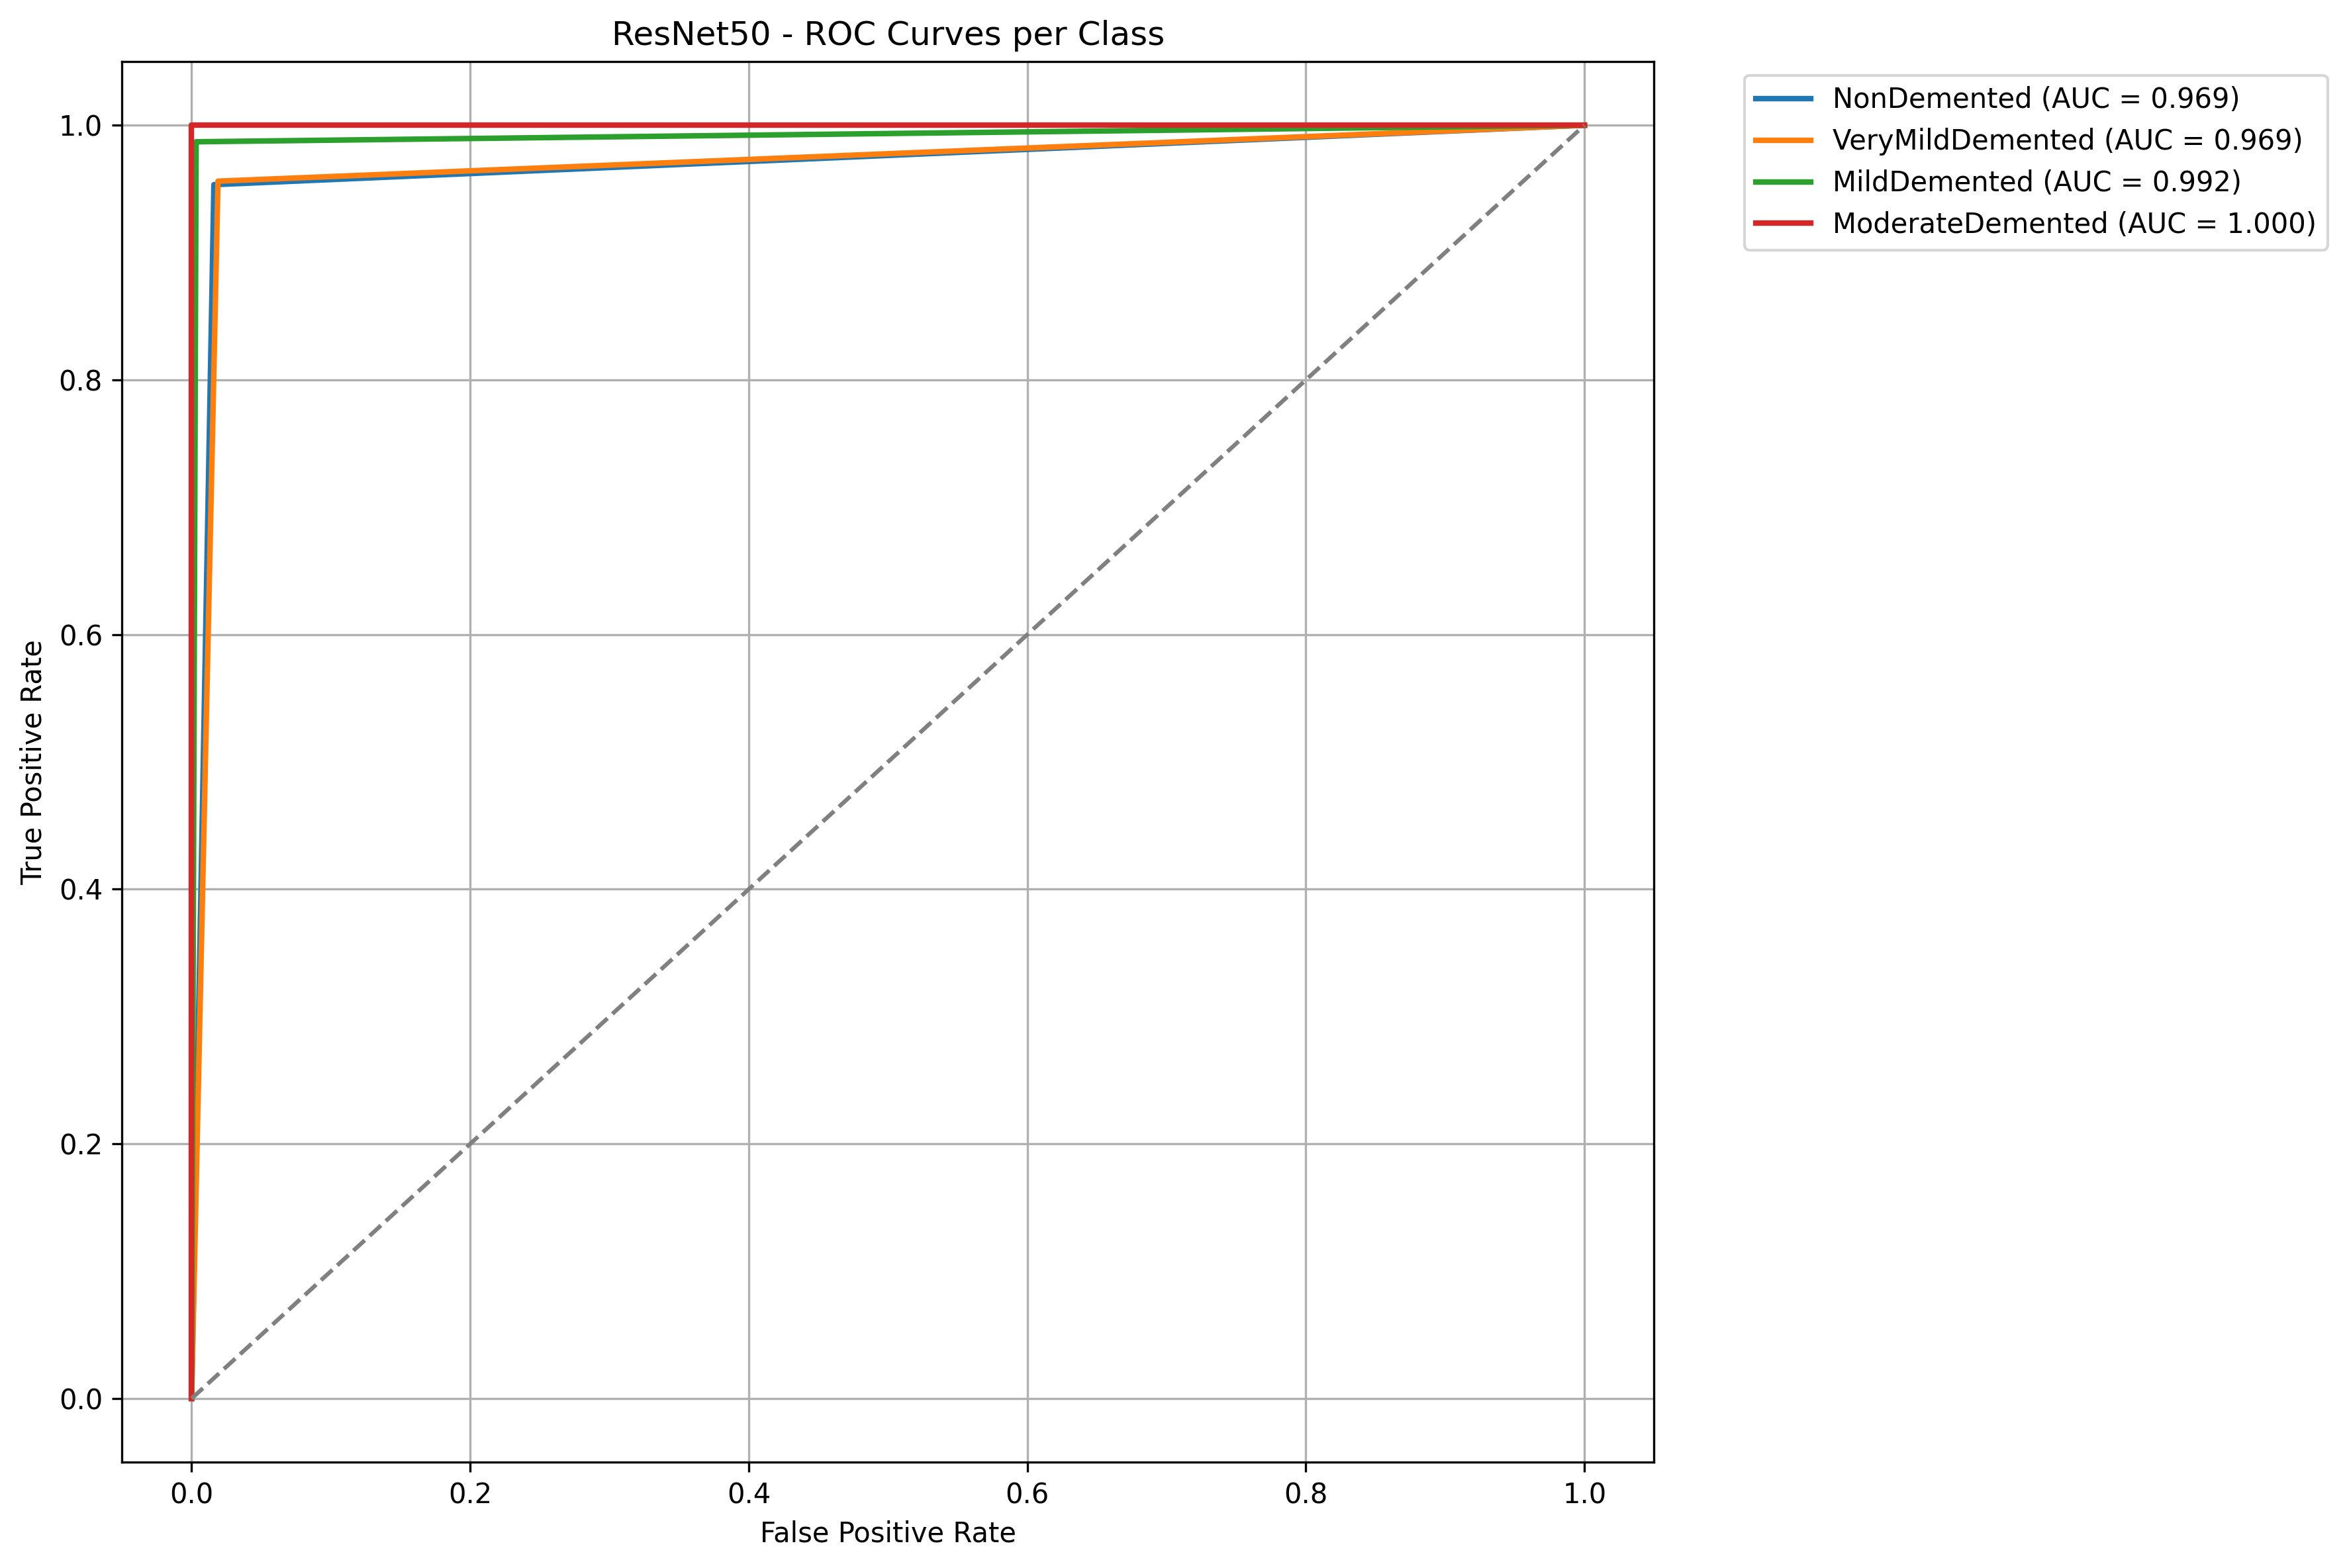 ResNet50 - ROC Curves per Class
NonDemented (AUC = 0.969)
VeryMildDemented (AUC = 0.969)
MildDemented (AUC = 0.992)
ModerateDemented (AUC = 1.000)
True Positive Rate
1.0
0.8
0.6
0.4
0.2
0.0
0.0 0.2 0.4 0.6 0.8 1.0
False Positive Rate